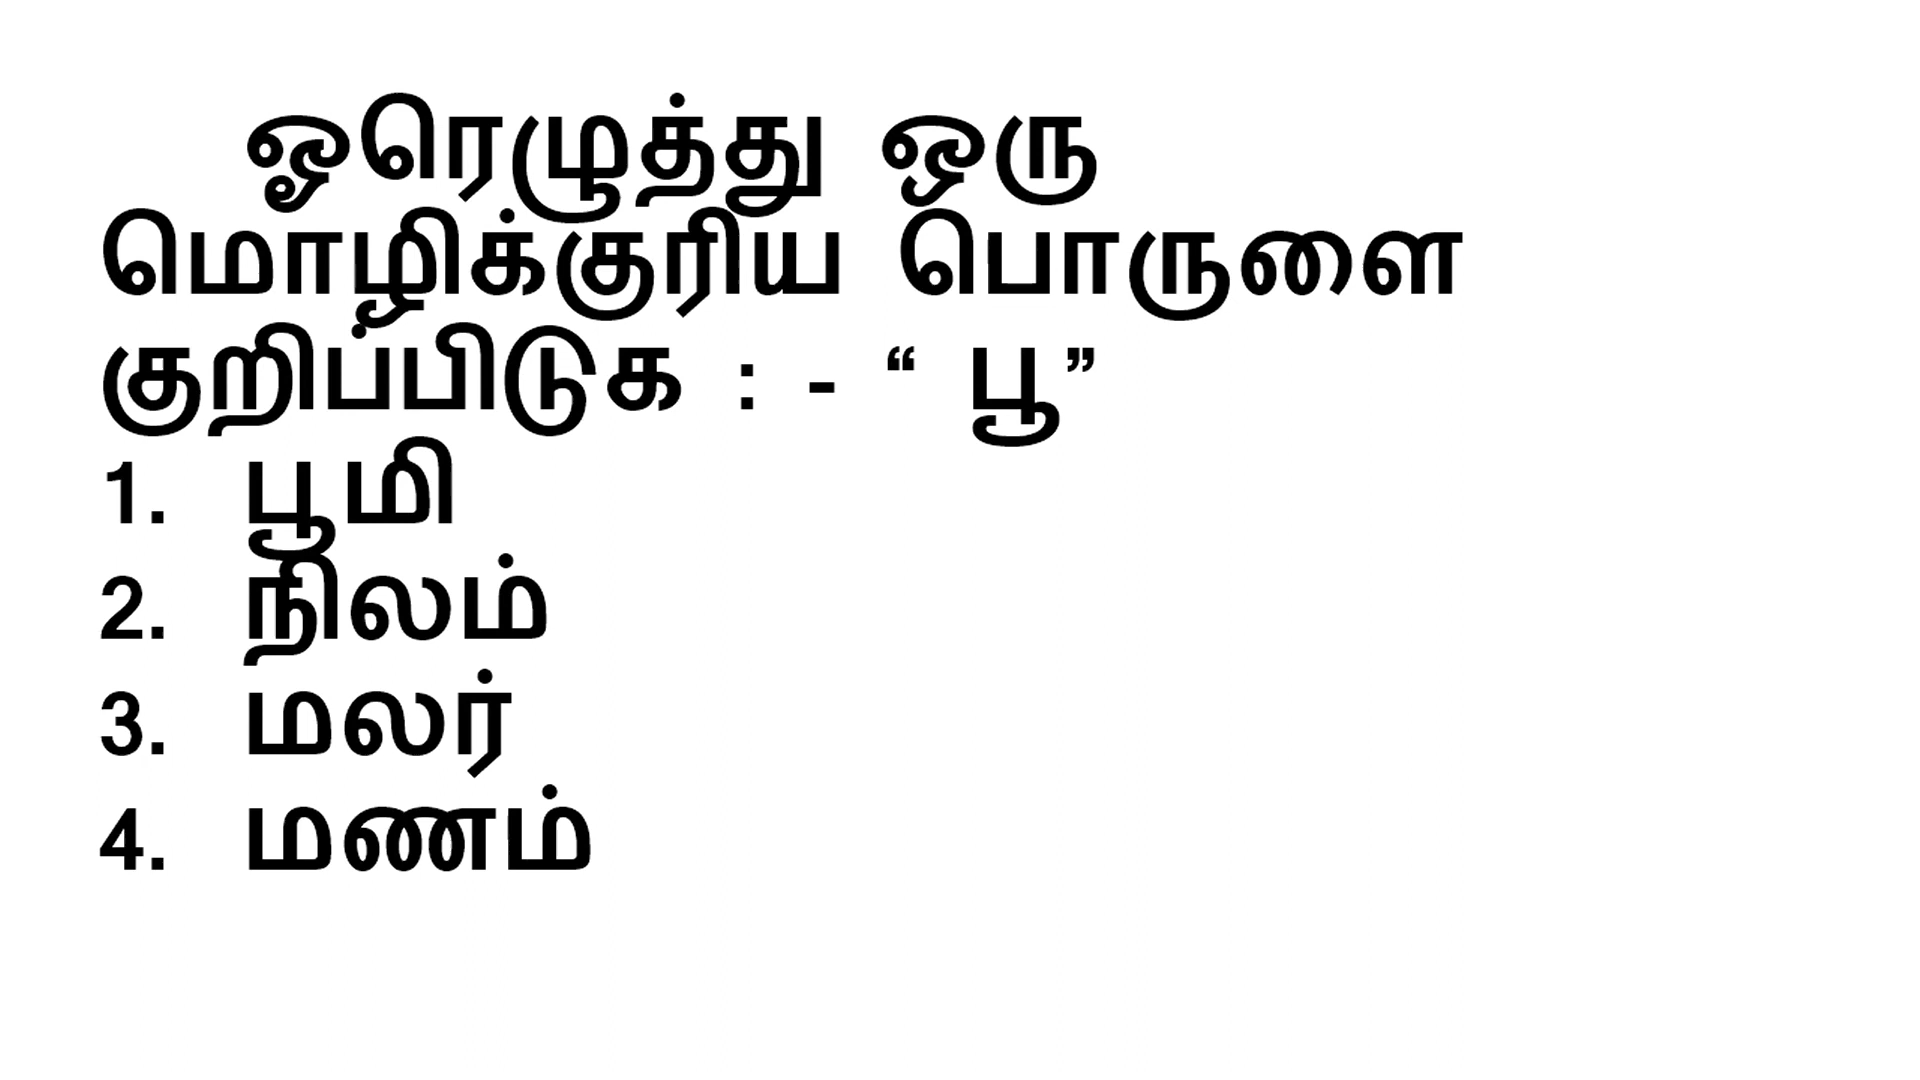 ஓரெழுத்து ஒரு
மொழிக்குரிய பொருளை
குறிப்பிடுக : - “ பூ”
1. பூமி
2. நிலம்
3. மலர்
4. மணம்